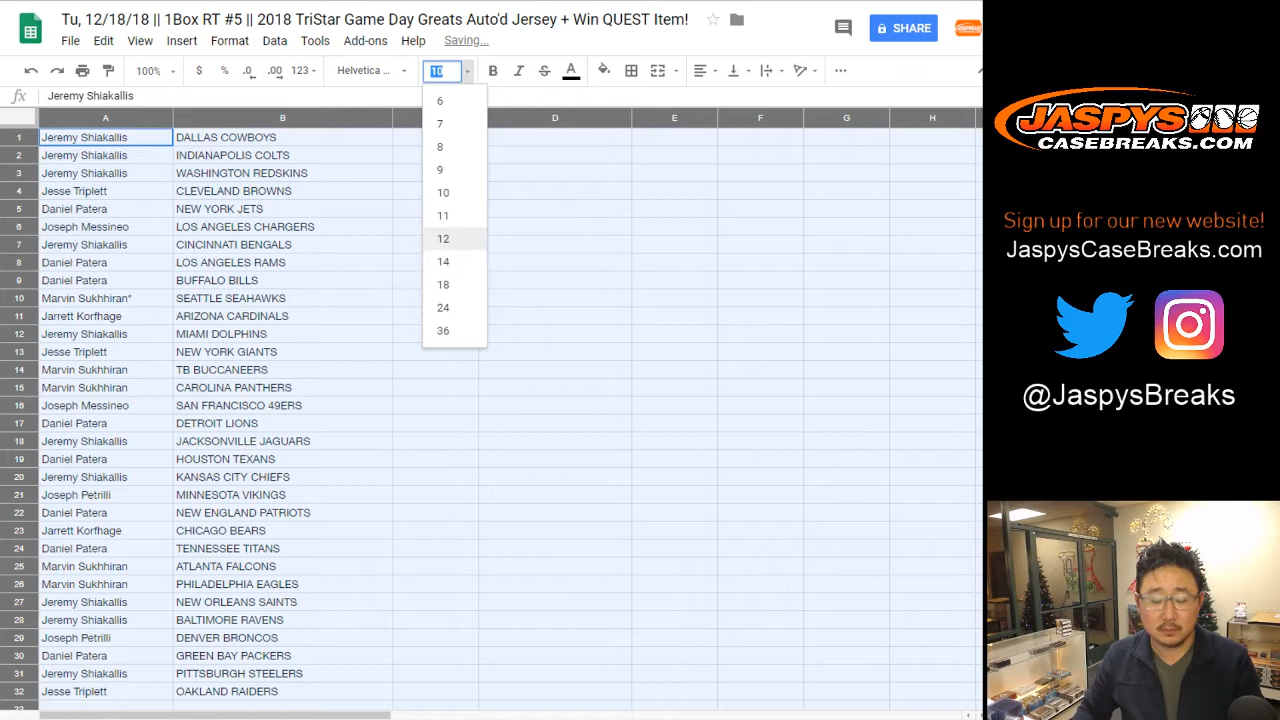 Tu, 12/18/18 || 1Box RT #5 || 2018 TriStar Game Day Greats Auto'd Jersey + Win QUEST Item!
File Edit View Insert Format Data Tools Add-ons Help Saving...
SHARE
100% $ % .0 .00 123 Helvetica ... 10 B I S A
fx Jeremy Shiakallis
A B D E F G H
1 Jeremy Shiakallis DALLAS COWBOYS
2 Jeremy Shiakallis INDIANAPOLIS COLTS
3 Jeremy Shiakallis WASHINGTON REDSKINS
4 Jesse Triplett CLEVELAND BROWNS
5 Daniel Patera NEW YORK JETS
6 Joseph Messineo LOS ANGELES CHARGERS
7 Jeremy Shiakallis CINCINNATI BENGALS
8 Daniel Patera LOS ANGELES RAMS
9 Daniel Patera BUFFALO BILLS
10 Marvin Sukhhiran* SEATTLE SEAHAWKS
11 Jarrett Korfhage ARIZONA CARDINALS
12 Jeremy Shiakallis MIAMI DOLPHINS
13 Jesse Triplett NEW YORK GIANTS
14 Marvin Sukhhiran TB BUCCANEERS
15 Marvin Sukhhiran CAROLINA PANTHERS
16 Joseph Messineo SAN FRANCISCO 49ERS
17 Daniel Patera DETROIT LIONS
18 Jeremy Shiakallis JACKSONVILLE JAGUARS
19 Daniel Patera HOUSTON TEXANS
20 Jeremy Shiakallis KANSAS CITY CHIEFS
21 Joseph Petrilli MINNESOTA VIKINGS
22 Daniel Patera NEW ENGLAND PATRIOTS
23 Jarrett Korfhage CHICAGO BEARS
24 Daniel Patera TENNESSEE TITANS
25 Marvin Sukhhiran ATLANTA FALCONS
26 Marvin Sukhhiran PHILADELPHIA EAGLES
27 Jeremy Shiakallis NEW ORLEANS SAINTS
28 Jeremy Shiakallis BALTIMORE RAVENS
29 Joseph Petrilli DENVER BRONCOS
30 Daniel Patera GREEN BAY PACKERS
31 Jeremy Shiakallis PITTSBURGH STEELERS
32 Jesse Triplett OAKLAND RAIDERS
6
7
8
9
10
11
12
14
18
24
36
JASPYS
CASEBREAKS.COM
Sign up for our new website!
JaspysCaseBreaks.com
@JaspysBreaks